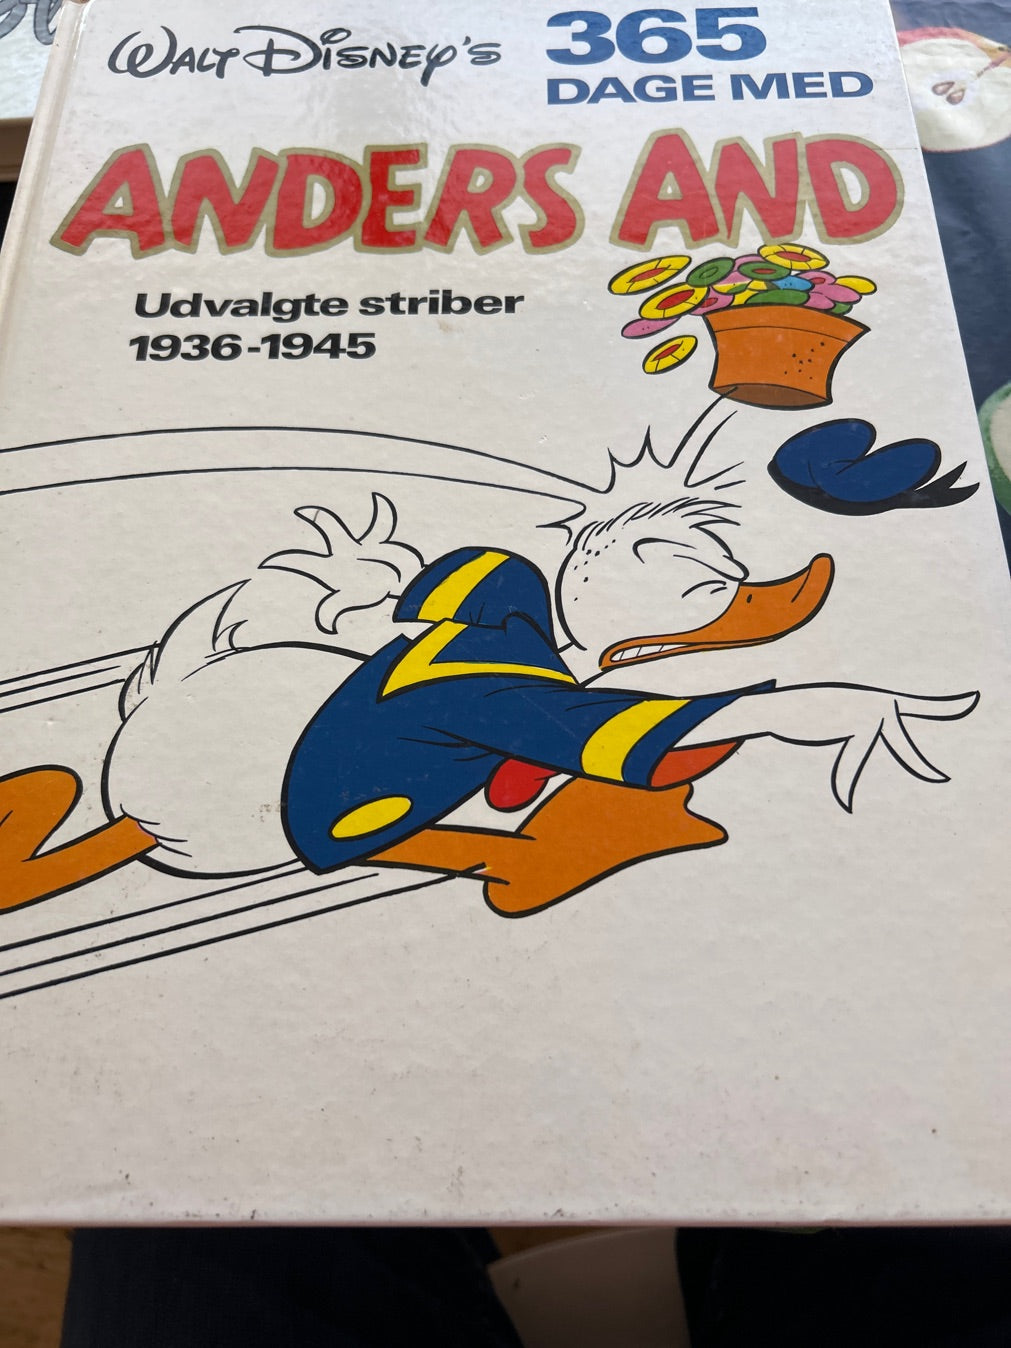 WALT DISNEY'S
365
DAGE MED
ANDERS AND
Udvalgte striber
1936-1945